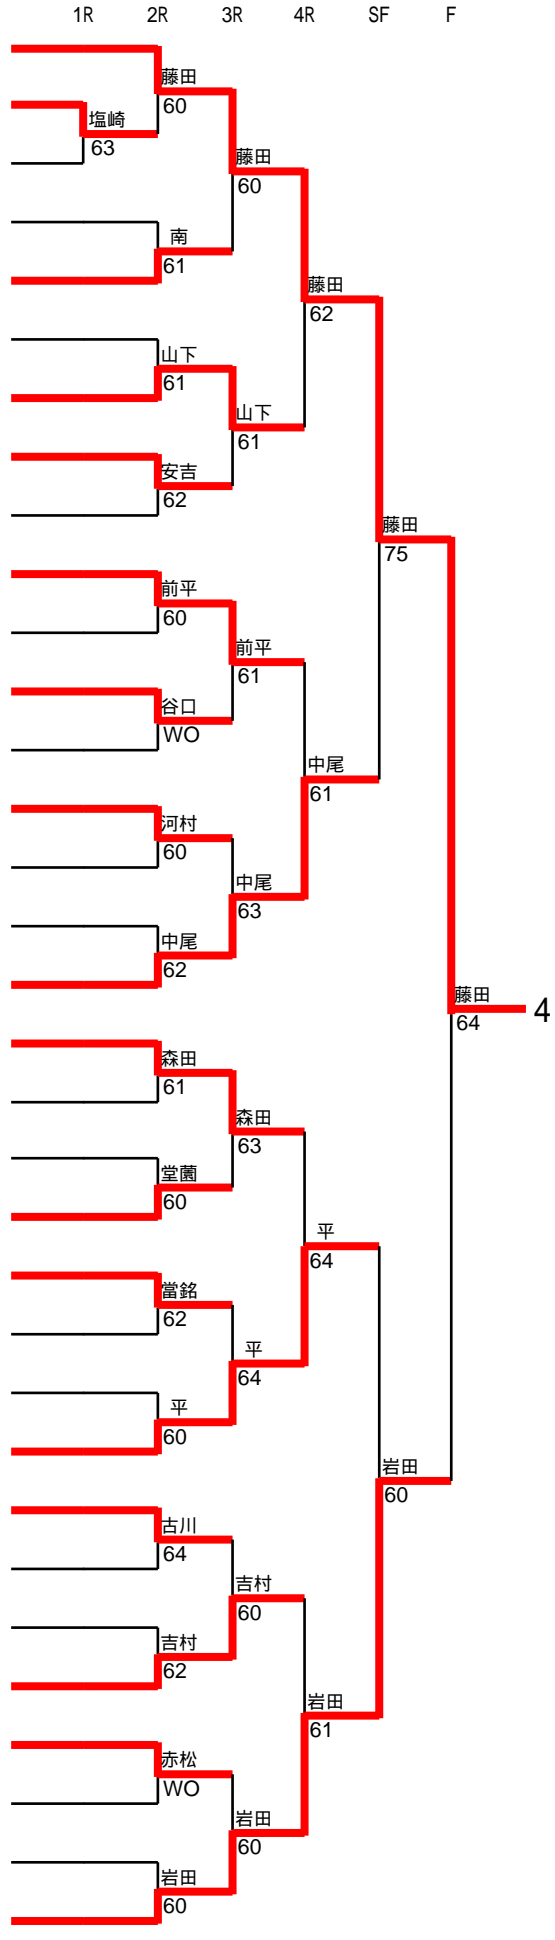 1R 2R 3R 4R SF F
藤田
60
塩崎
63
藤田
60
南
61
藤田
62
山下
61
山下
61
安吉
62
藤田
75
前平
60
前平
61
谷口
WO
中尾
61
河村
60
中尾
63
中尾
62
藤田
64
4
森田
61
森田
63
堂薗
60
平
64
當銘
62
平
64
平
60
岩田
60
古川
64
吉村
60
吉村
62
岩田
61
赤松
WO
岩田
60
岩田
60